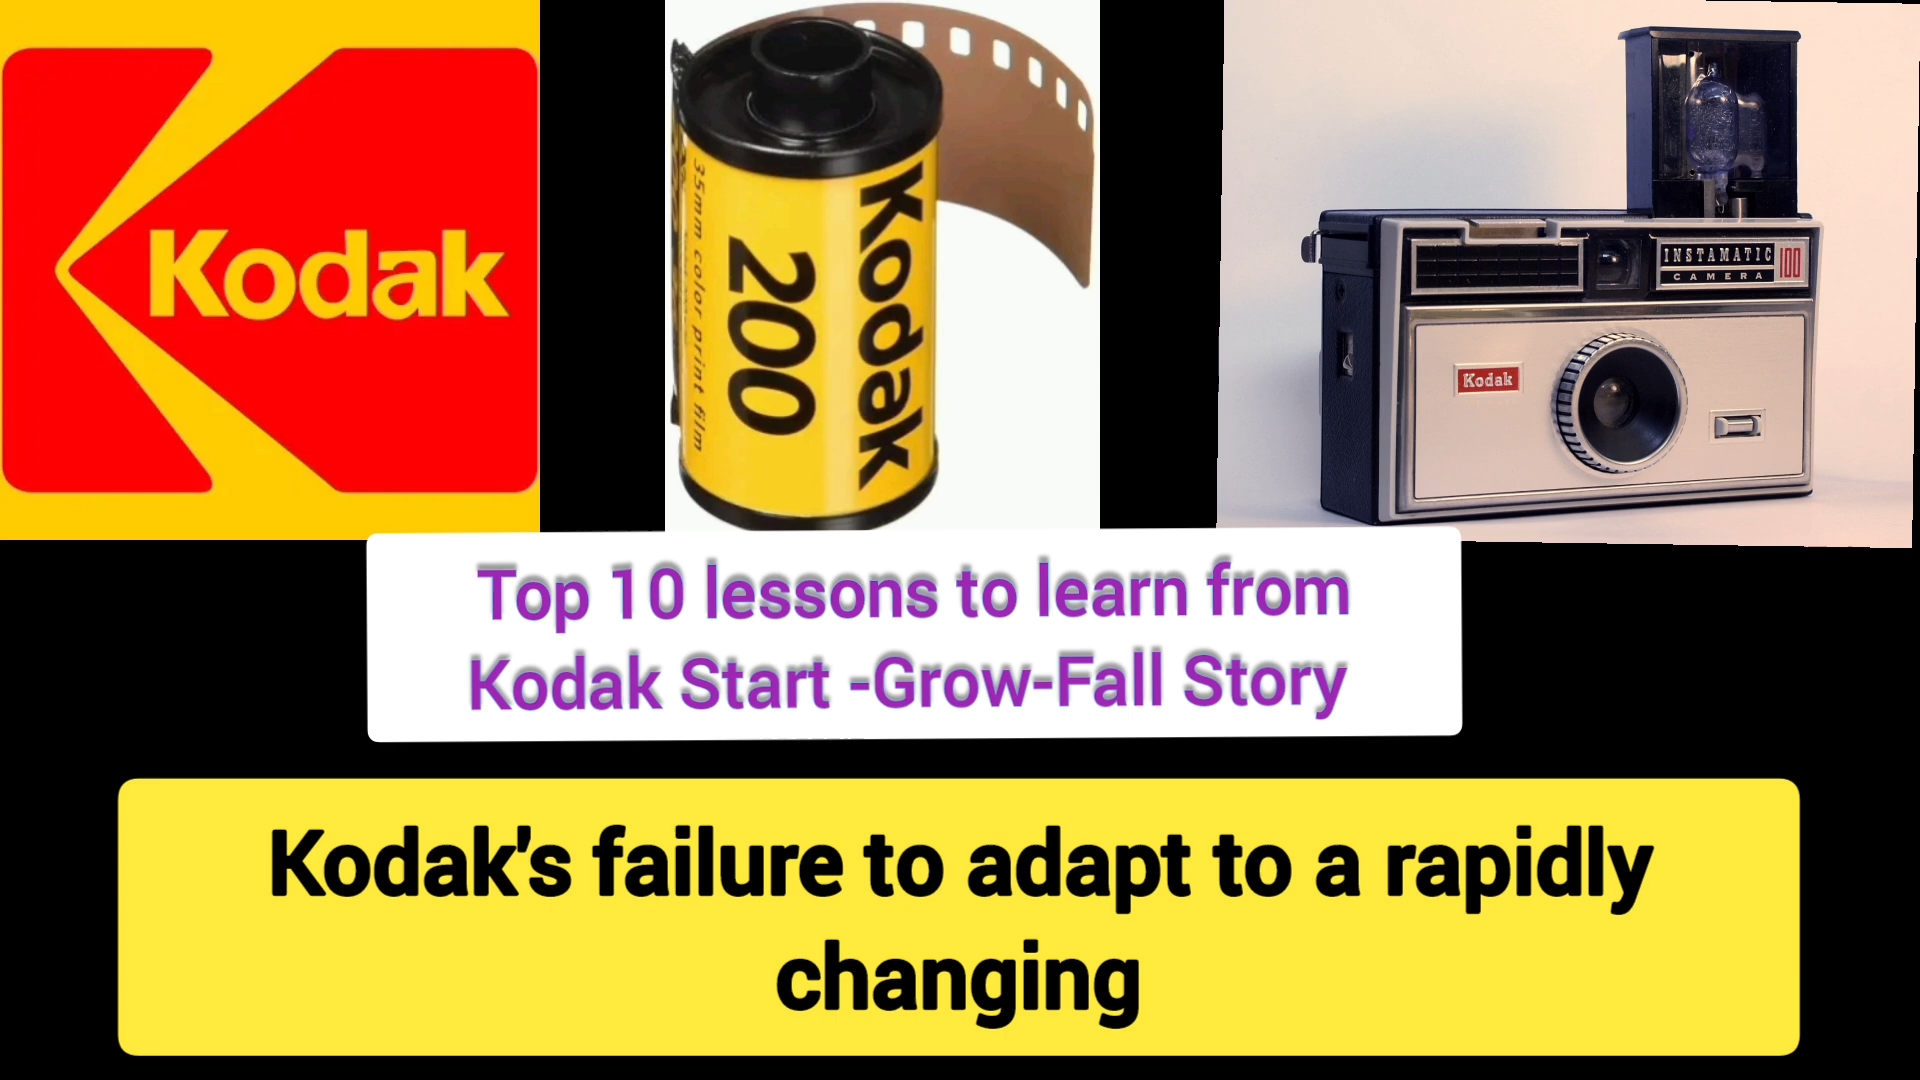 Kodak
Kodak
200
35mm color print film
INSTAMATIC 100
CAMERA
Kodak
Top 10 lessons to learn from
Kodak Start -Grow-Fall Story
Kodak's failure to adapt to a rapidly
changing